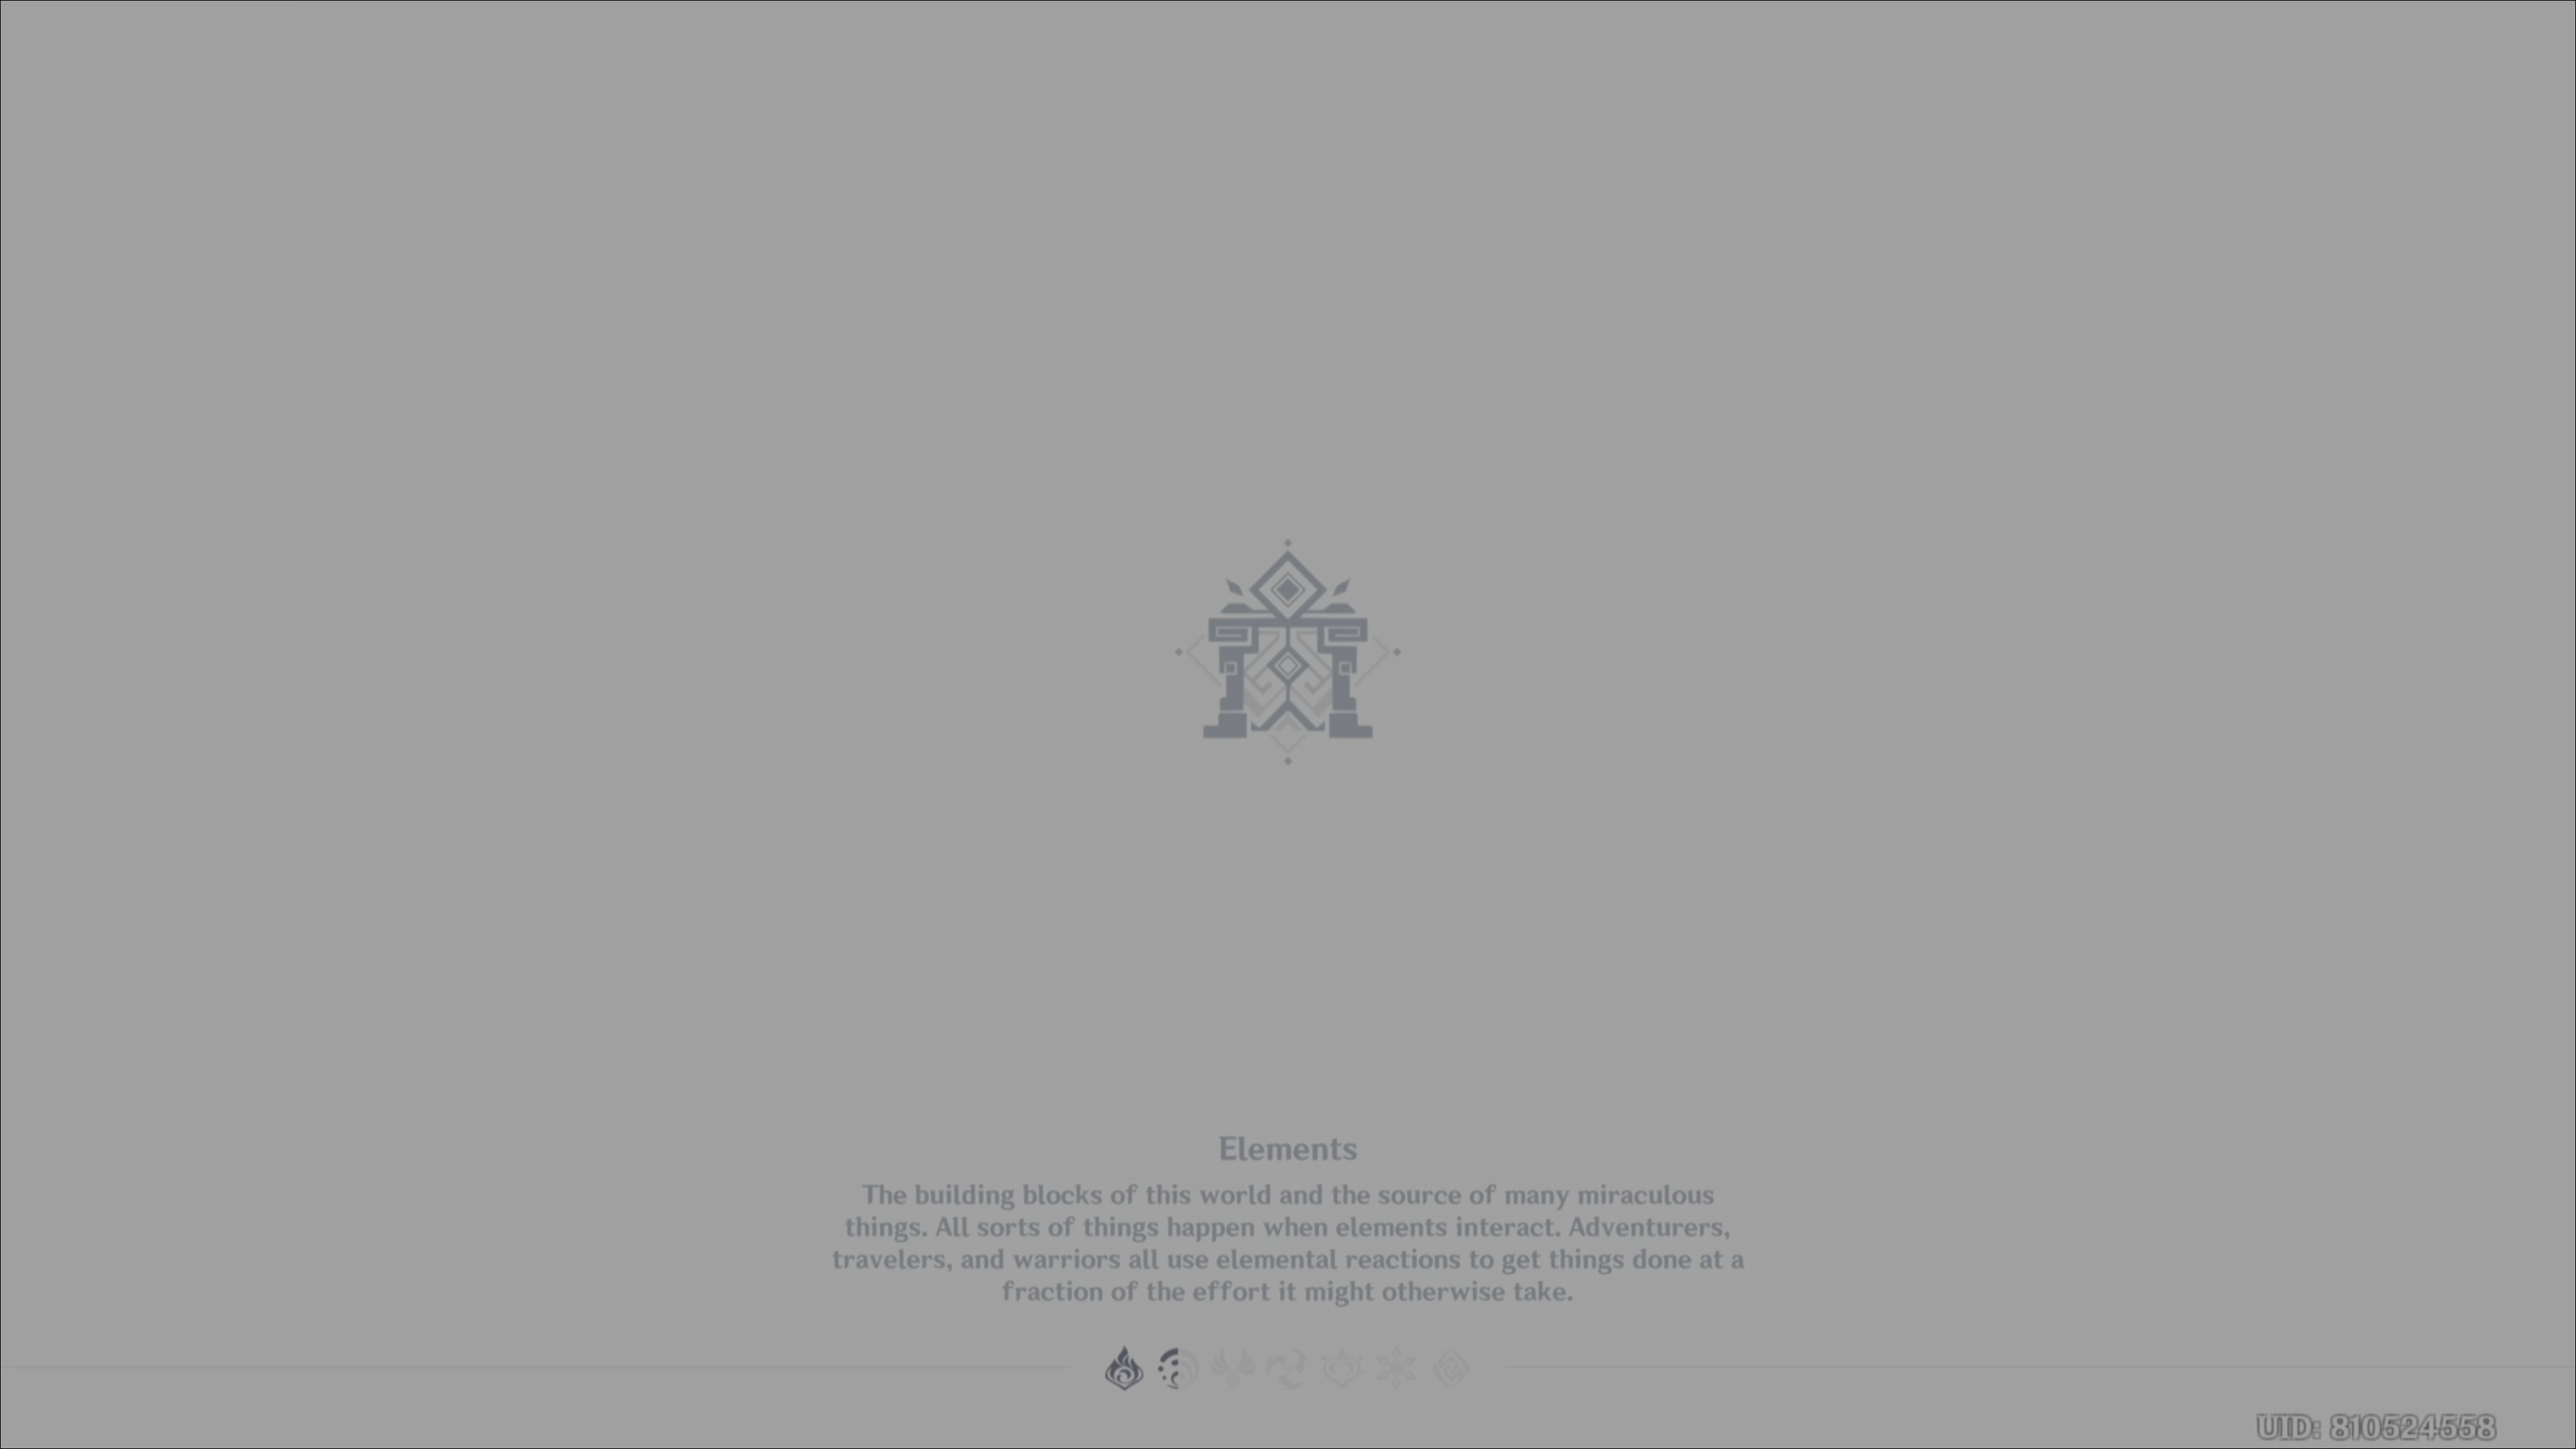 Elements
The building blocks of this world and the source of many miraculous
things. All sorts of things happen when elements interact. Adventurers,
travelers, and warriors all use elemental reactions to get things done at a
fraction of the effort it might otherwise take.
UID: 810524558